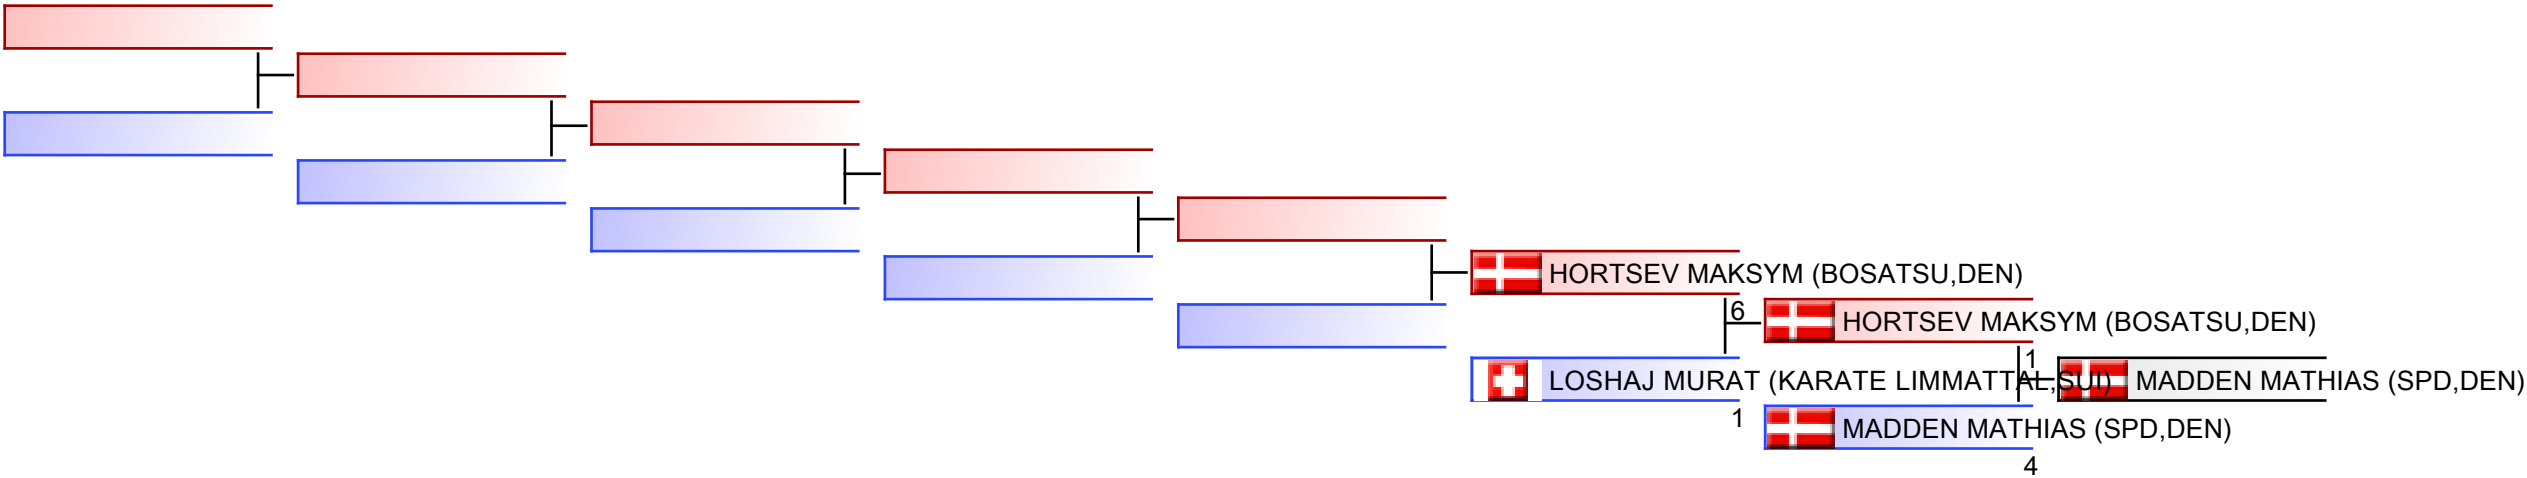 HORTSEV MAKSYM (BOSATSU,DEN)
6
HORTSEV MAKSYM (BOSATSU,DEN)
1
LOSHAJ MURAT (KARATE LIMMATTAL,SUI)
MADDEN MATHIAS (SPD,DEN)
1
MADDEN MATHIAS (SPD,DEN)
4